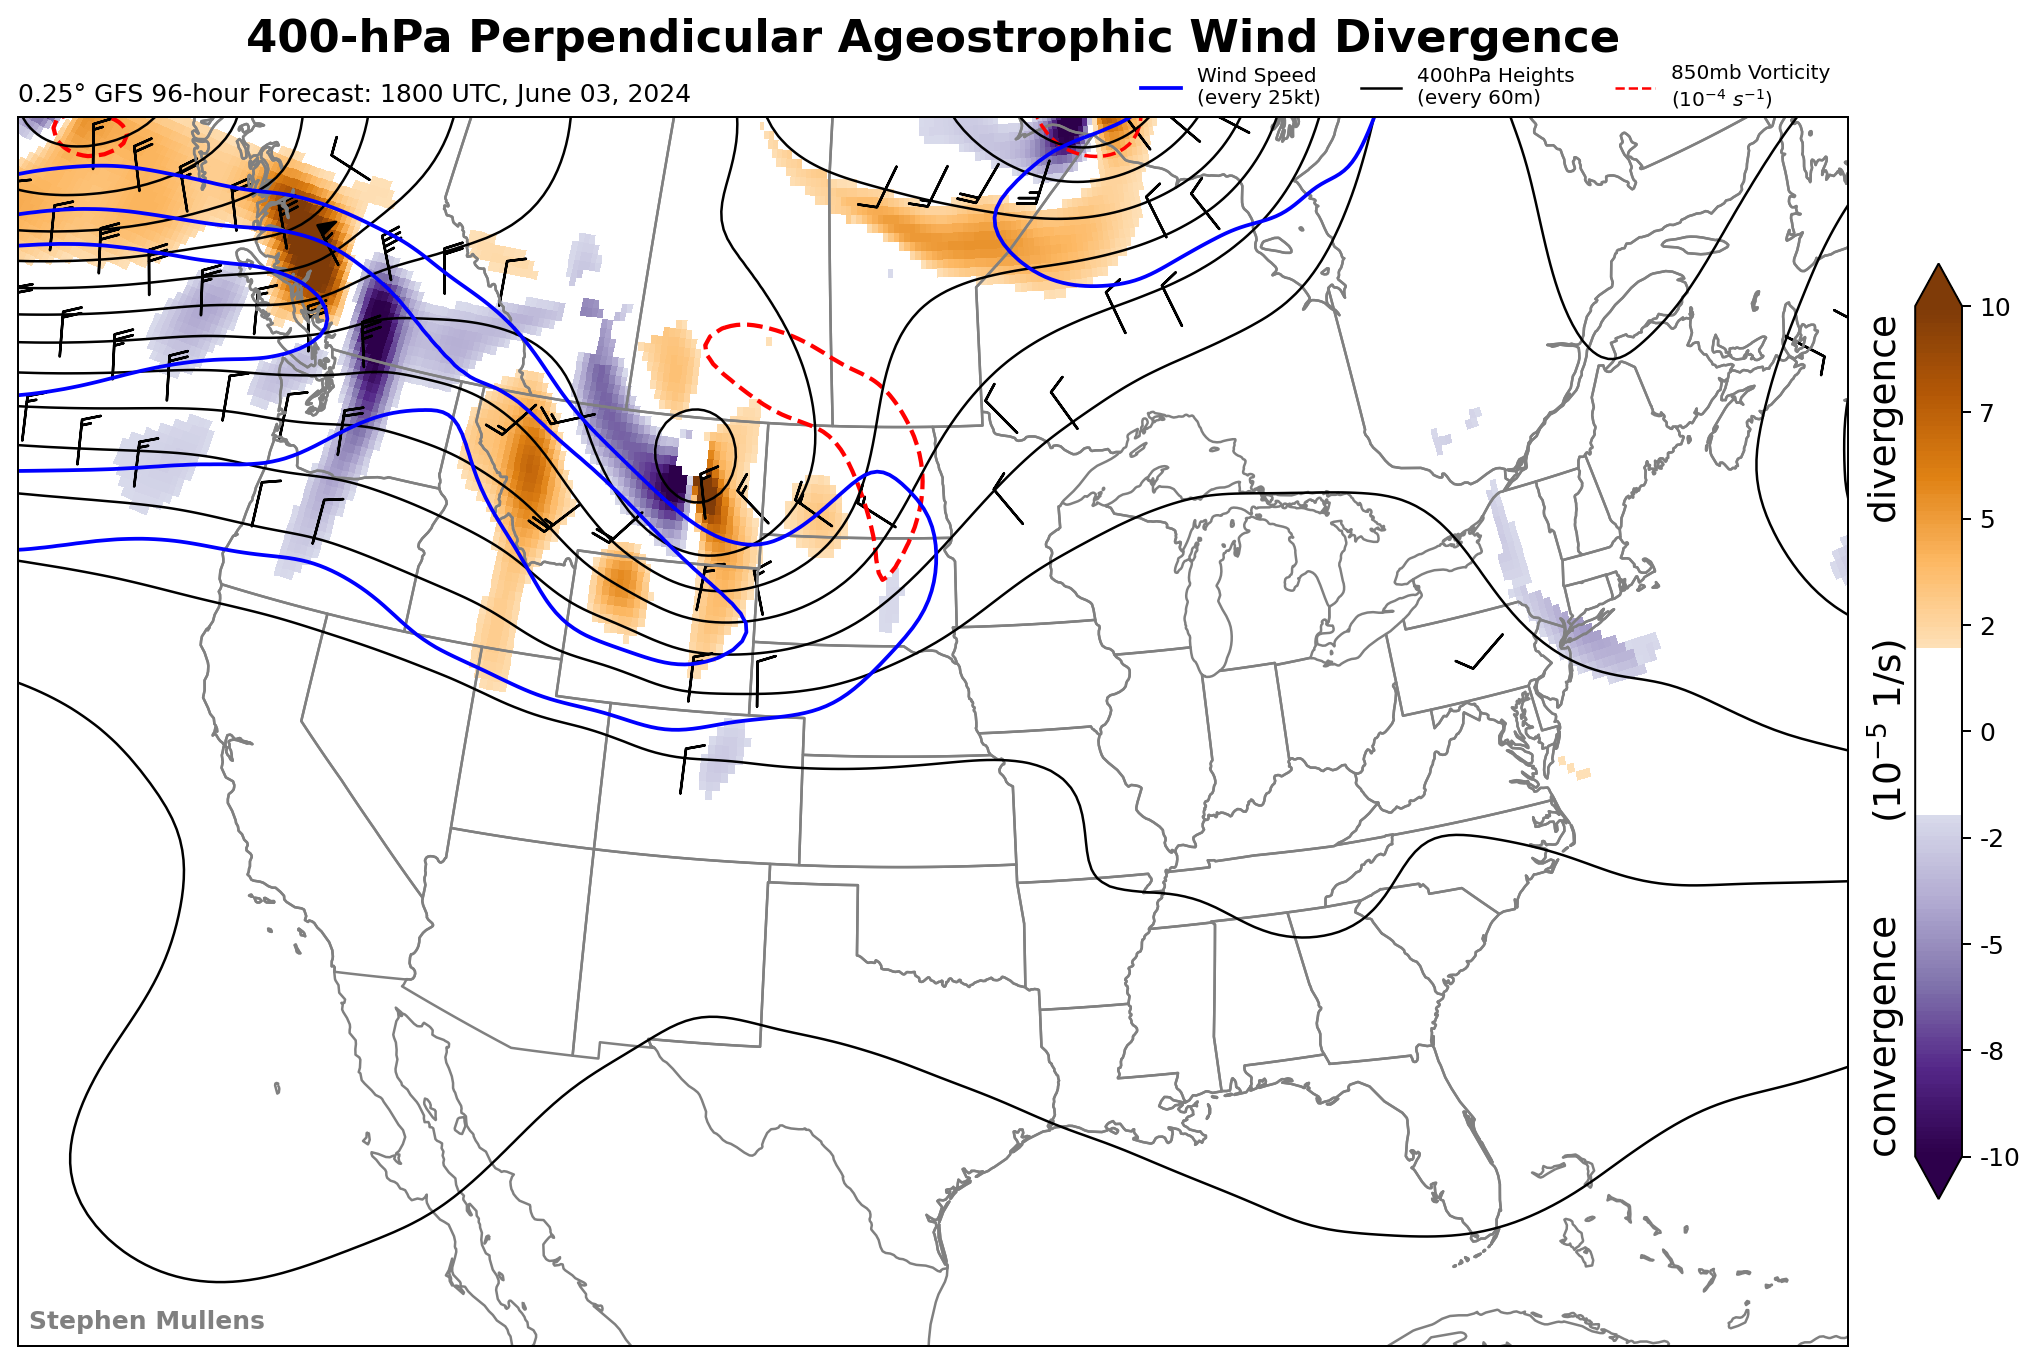 400-hPa Perpendicular Ageostrophic Wind Divergence
0.25° GFS 96-hour Forecast: 1800 UTC, June 03, 2024
Wind Speed
(every 25kt)
400hPa Heights
(every 60m)
850mb Vorticity
(10⁻⁴ s⁻¹)
10
7
5
2
0
-2
-5
-8
-10
convergence (10⁻⁵ 1/s) divergence
Stephen Mullens